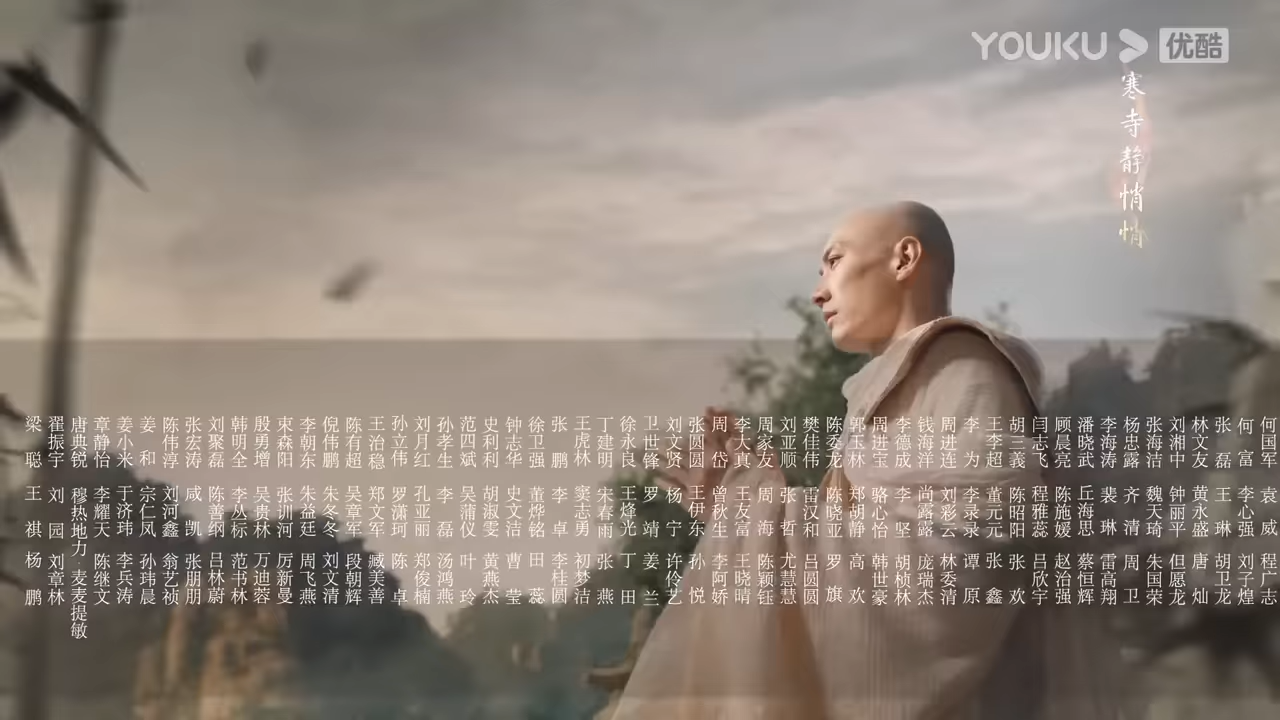 YOUKU 优酷
寒寺静悄悄
何国军
何富
张磊
林文友
刘湘中
张海洁
杨忠露
李海涛
潘晓武
顾晨亮
闫志飞
胡三义
王李超
李为
周进连
钱海洋
李德成
周进宝
郭玉林
陈委龙
樊佳伟
刘亚顺
周家友
李大真
周岱
张圆圆
刘文贤
卫世锋
徐永良
丁建明
王虎林
张鹏
徐卫强
钟志华
史利利
范四斌
孙孝生
刘月红
孙立伟
王治稳
陈有超
倪伟鹏
李朝东
束森阳
殷勇增
韩明全
刘聚磊
张宏涛
陈伟淳
姜和
姜小米
章静怡
唐典锐
翟振宇
梁聪
袁威
李心
王强
黄永盛
钟丽平
魏天琦
齐清
裴琳
丘海思
陈施媛
程雅蕊
陈昭阳
董元元
李录
刘彩云
尚露露
李坚
骆心怡
郑胡静
陈晓亚
雷汉和
张哲
周海
王友富
曾秋生
王伊东
杨宁
罗靖
王烽光
宋春雨
窦志勇
李卓
董烨铭
史文洁
胡淑雯
吴蒲仪
李磊
孔亚丽
罗潇珂
郑文军
吴章军
朱冬冬
朱益廷
张训河
吴贵林
李丛标
陈善纲
咸凯
刘河鑫
宗仁凤
于济玮
李耀天
穆热地力·麦麦提敏
刘园
王祺
程广志
刘子煌
胡卫龙
唐灿
但愿龙
朱国荣
周卫
雷高翔
蔡恒辉
赵治强
吕欣宇
张欢
张鑫
谭原
林委清
庞瑞杰
胡桢林
韩世豪
高欢
罗旗
吕圆圆
尤慧慧
陈颖钰
王晓晴
李阿娇
孙悦
许伶艺
姜兰
丁田
张燕
初梦洁
李桂圆
田蕊
曹莹
黄燕杰
叶玲
汤鸿燕
郑俊楠
陈卓
臧美善
段朝辉
刘文清
周飞燕
厉新曼
万迪蓉
范书林
吕林蔚
张朋朋
翁艺祯
孙玮晨
李兵涛
陈继文
刘章林
杨鹏